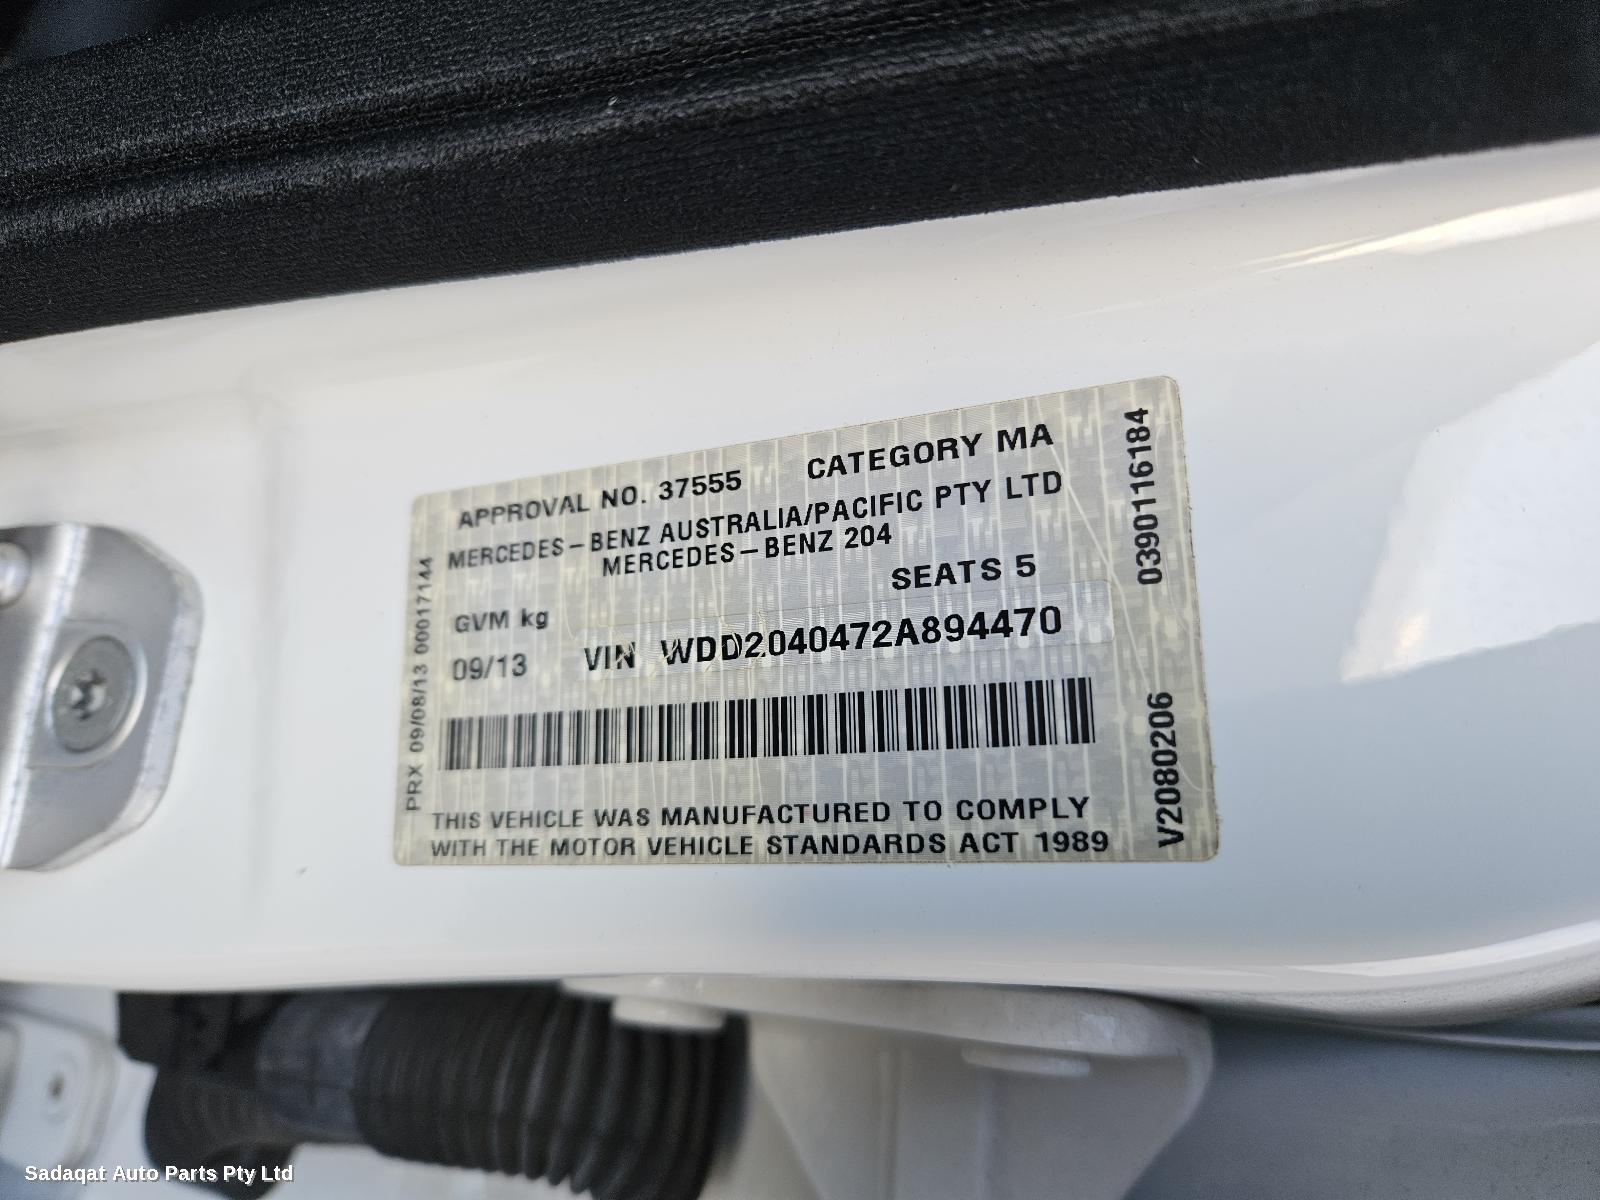 APPROVAL NO. 37555 CATEGORY MA
MERCEDES-BENZ AUSTRALIA/PACIFIC PTY LTD
MERCEDES-BENZ 204
SEATS 5
GVM kg
09/13 VIN WDD2040472A894470
THIS VEHICLE WAS MANUFACTURED TO COMPLY
WITH THE MOTOR VEHICLE STANDARDS ACT 1989
PRX 09/08/13 00017144
V2080206 0390116184
Sadaqat Auto Parts Pty Ltd